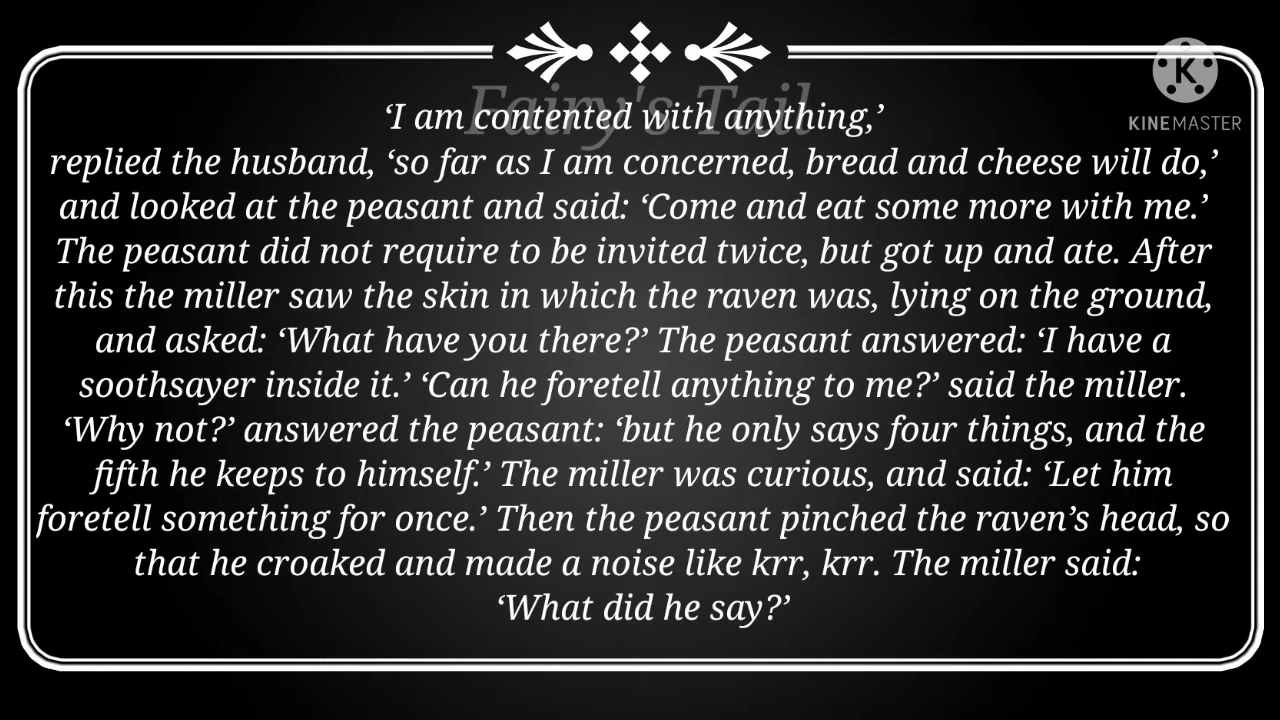 Fairy's Tail
‘I am contented with anything,’
replied the husband, ‘so far as I am concerned, bread and cheese will do,’
and looked at the peasant and said: ‘Come and eat some more with me.’
The peasant did not require to be invited twice, but got up and ate. After
this the miller saw the skin in which the raven was, lying on the ground,
and asked: ‘What have you there?’ The peasant answered: ‘I have a
soothsayer inside it.’ ‘Can he foretell anything to me?’ said the miller.
‘Why not?’ answered the peasant: ‘but he only says four things, and the
fifth he keeps to himself.’ The miller was curious, and said: ‘Let him
foretell something for once.’ Then the peasant pinched the raven’s head, so
that he croaked and made a noise like krr, krr. The miller said:
‘What did he say?’
K
KINEMASTER